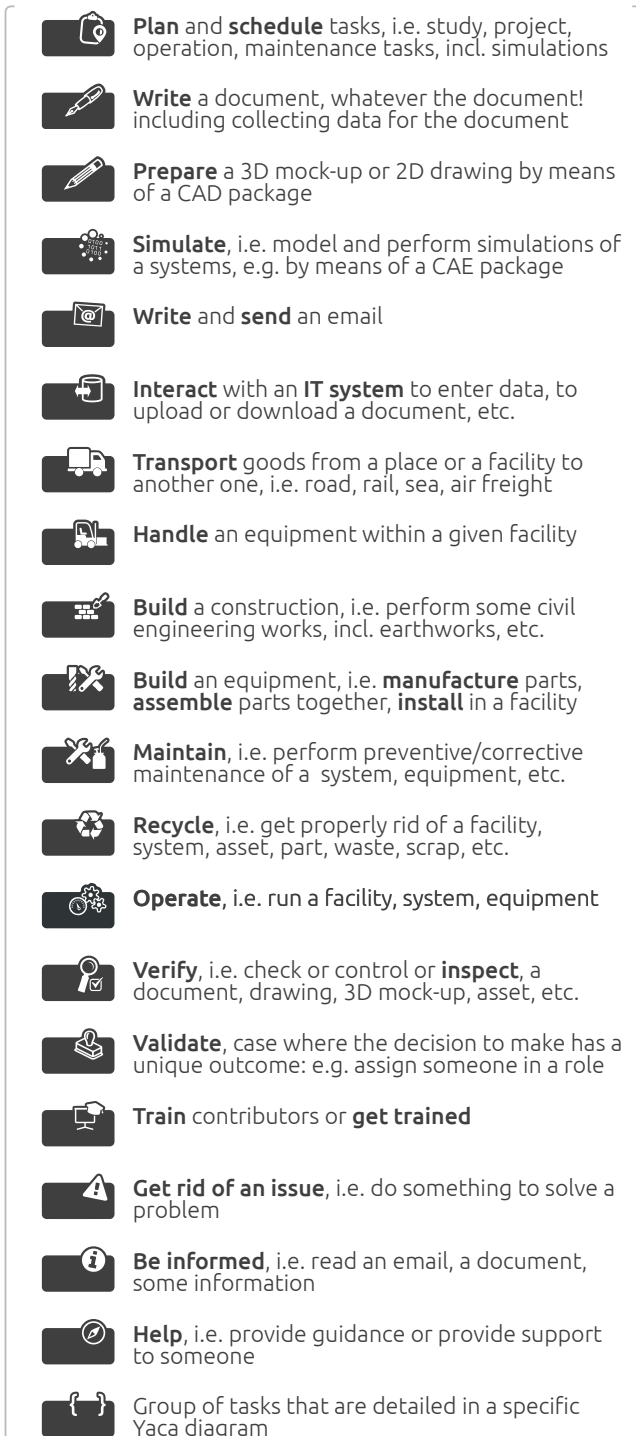 Plan and schedule tasks, i.e. study, project,
operation, maintenance tasks, incl. simulations
Write a document, whatever the document!
including collecting data for the document
Prepare a 3D mock-up or 2D drawing by means
of a CAD package
0100
1011
0100
Simulate, i.e. model and perform simulations of
a systems, e.g. by means of a CAE package
@
Write and send an email
Interact with an IT system to enter data, to
upload or download a document, etc.
Transport goods from a place or a facility to
another one, i.e. road, rail, sea, air freight
Handle an equipment within a given facility
Build a construction, i.e. perform some civil
engineering works, incl. earthworks, etc.
Build an equipment, i.e. manufacture parts,
assemble parts together, install in a facility
Maintain, i.e. perform preventive/corrective
maintenance of a  system, equipment, etc.
Recycle, i.e. get properly rid of a facility,
system, asset, part, waste, scrap, etc.
Operate, i.e. run a facility, system, equipment
Verify, i.e. check or control or inspect, a
document, drawing, 3D mock-up, asset, etc.
Validate, case where the decision to make has a
unique outcome: e.g. assign someone in a role
Train contributors or get trained
!
Get rid of an issue, i.e. do something to solve a
problem
i
Be informed, i.e. read an email, a document,
some information
Help, i.e. provide guidance or provide support
to someone
{ }
Group of tasks that are detailed in a specific
Yaca diagram